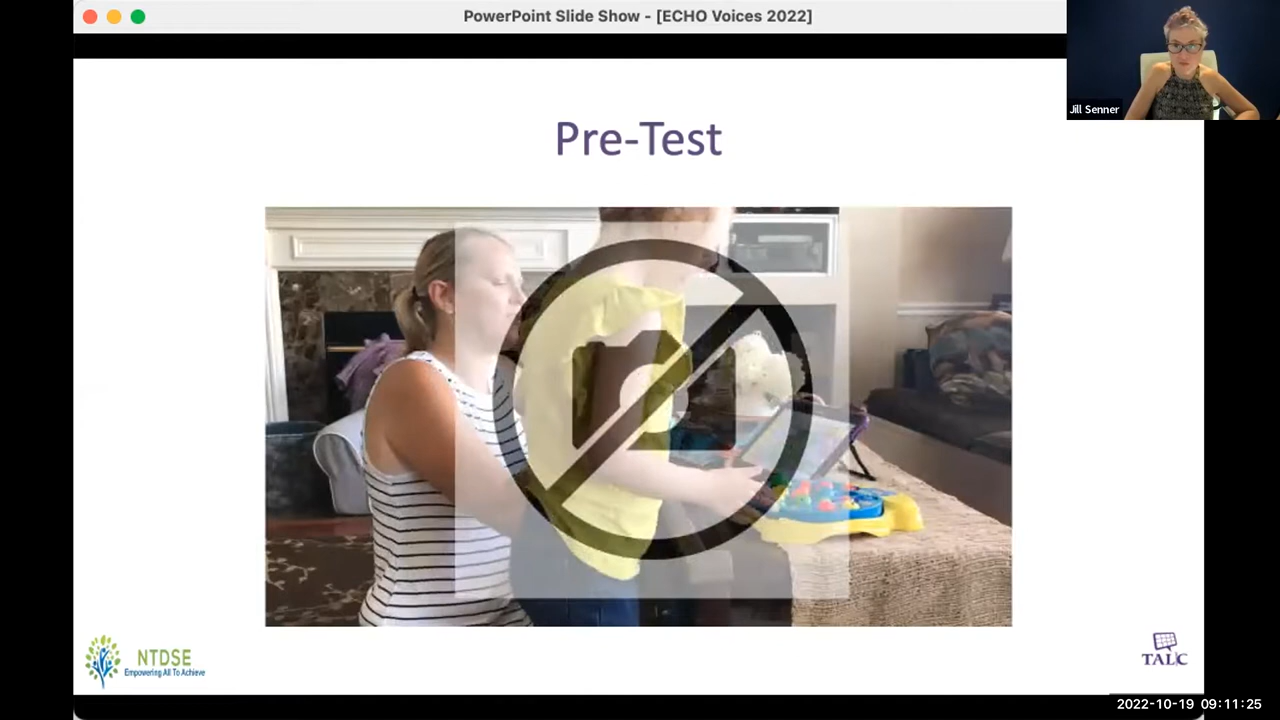 PowerPoint Slide Show - [ECHO Voices 2022]
Jill Senner
Pre-Test
NTDSE
Empowering All To Achieve
TALC
2022-10-19 09:11:25